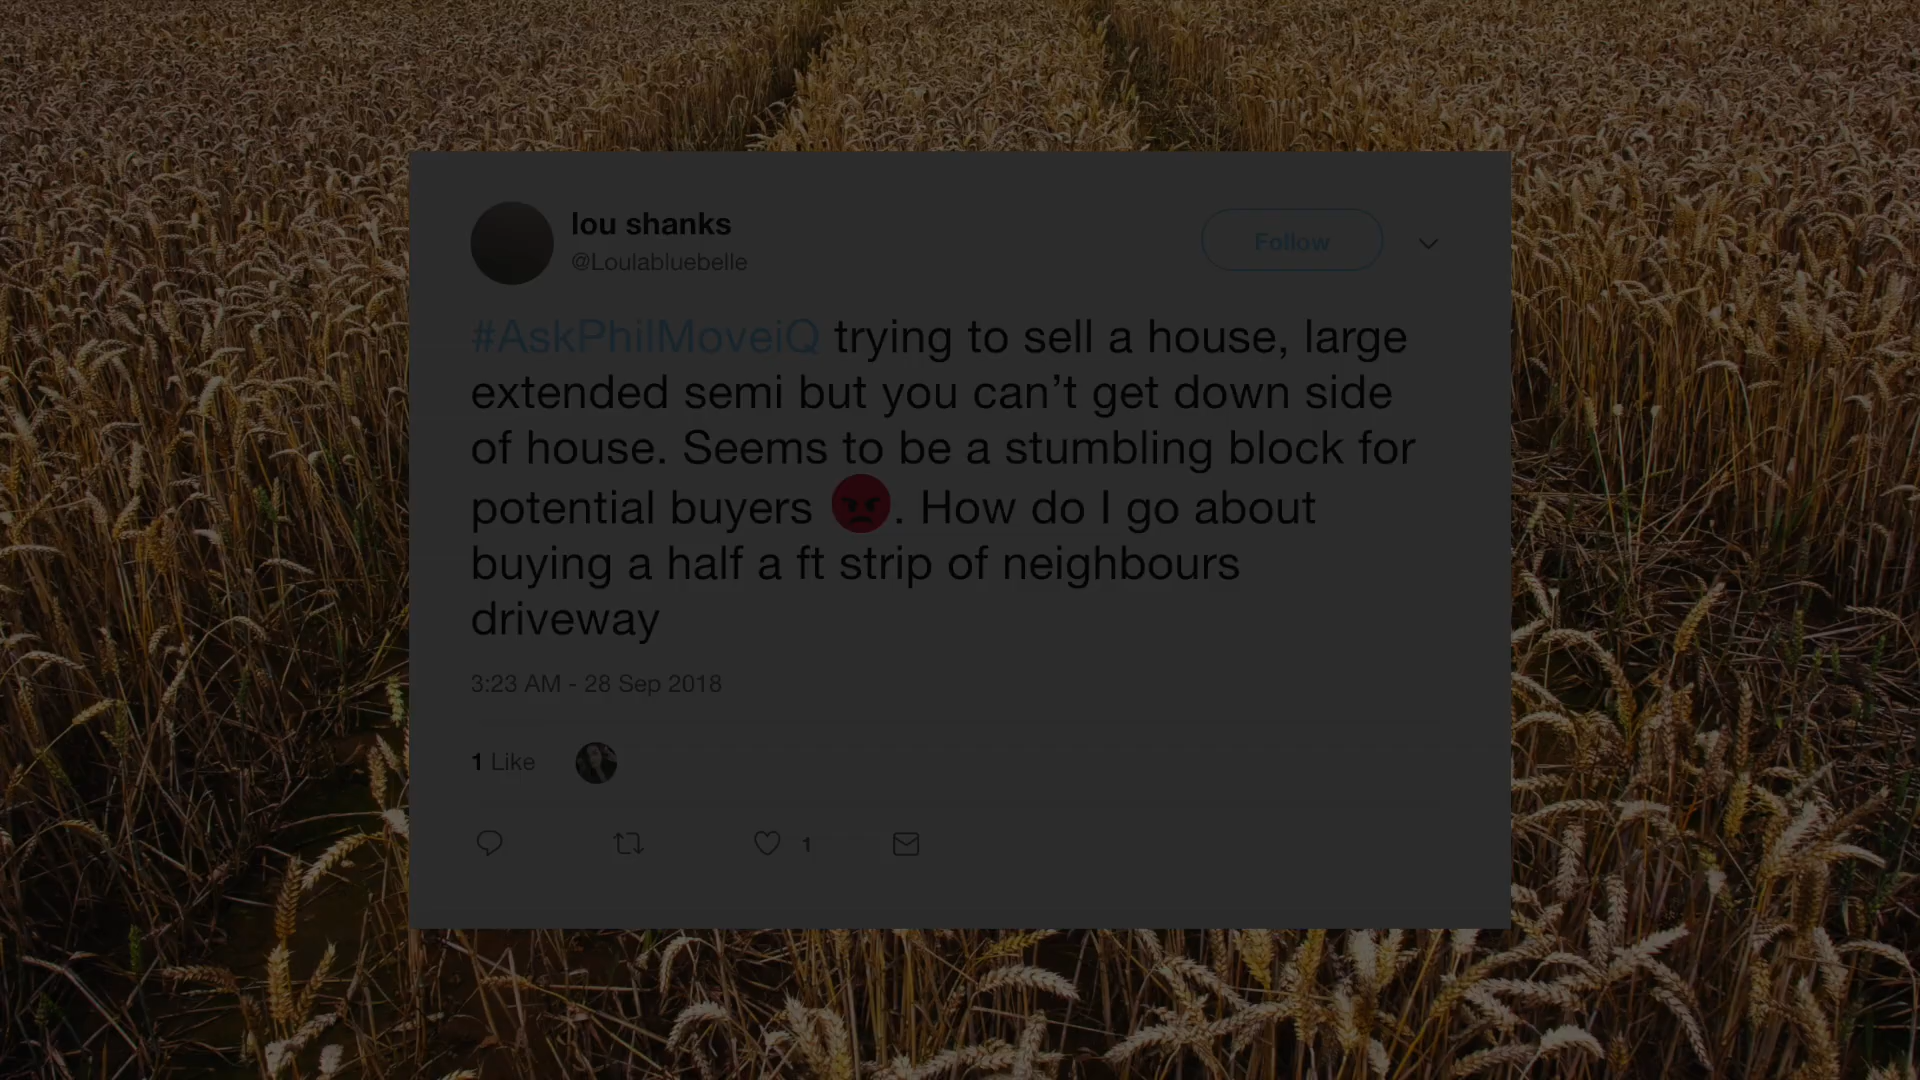 lou shanks
@Loulabluebelle
Follow
#AskPhilMoveiQ trying to sell a house, large
extended semi but you can’t get down side
of house. Seems to be a stumbling block for
potential buyers 😡. How do I go about
buying a half a ft strip of neighbours
driveway
3:23 AM - 28 Sep 2018
1 Like
1